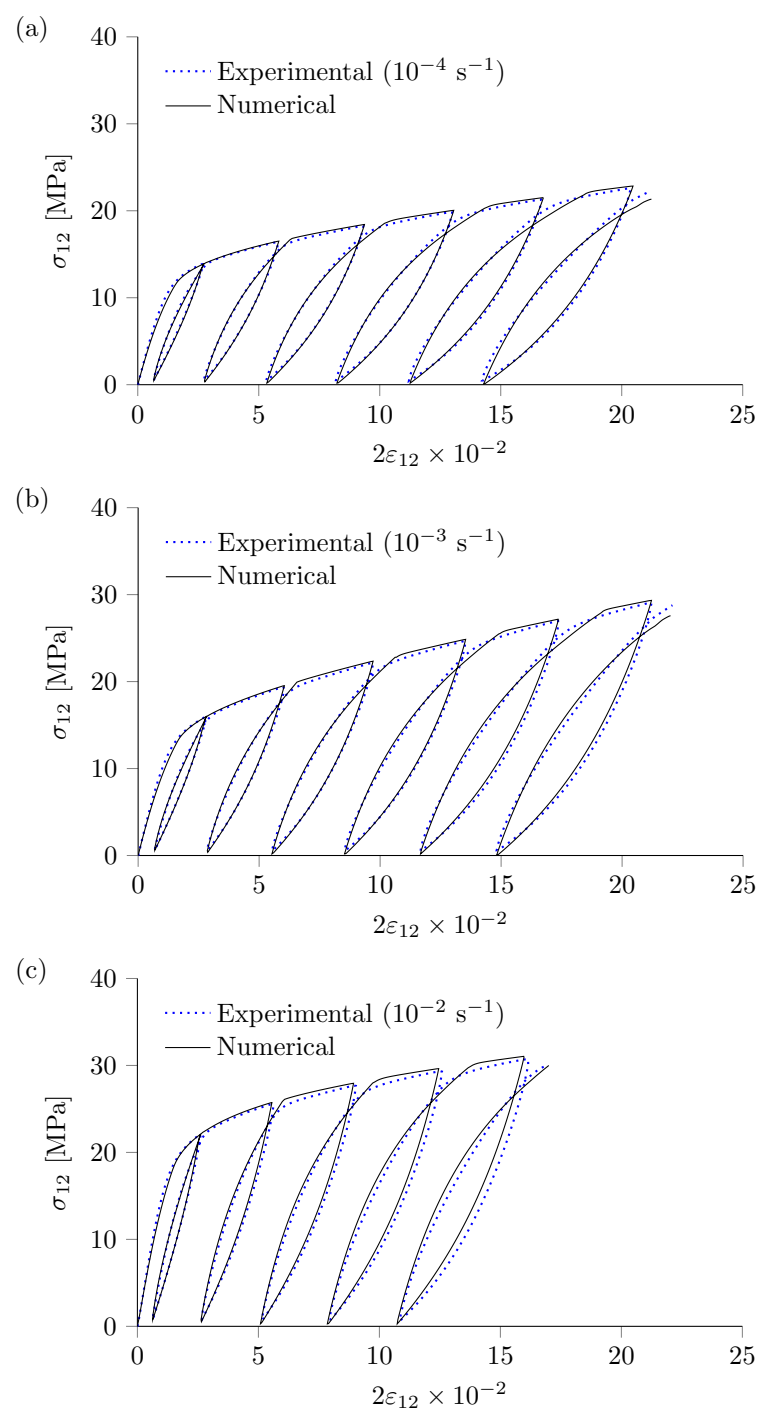 (a)
40
30
20
10
0
σ₁₂ [MPa]
Experimental (10⁻⁴ s⁻¹)
Numerical
0 5 10 15 20 25
2ε₁₂ × 10⁻²
(b)
40
30
20
10
0
σ₁₂ [MPa]
Experimental (10⁻³ s⁻¹)
Numerical
0 5 10 15 20 25
2ε₁₂ × 10⁻²
(c)
40
30
20
10
0
σ₁₂ [MPa]
Experimental (10⁻² s⁻¹)
Numerical
0 5 10 15 20 25
2ε₁₂ × 10⁻²